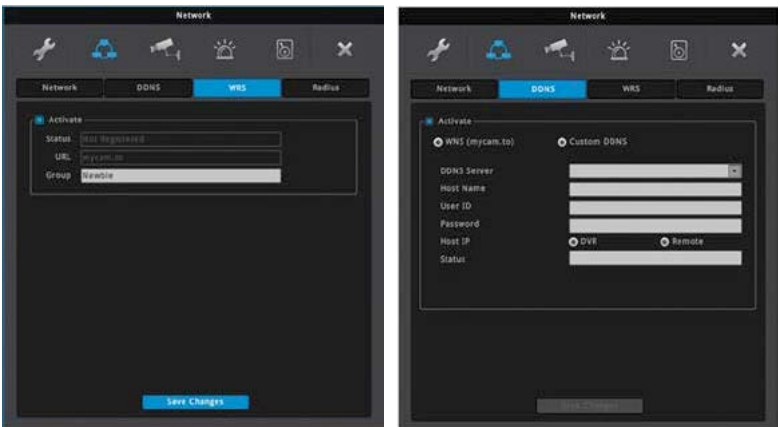 Network
Network DDNS WRS Radius
Activate
Status Not Registered
URL mycam.to
Group Newbie
Save Changes
Network
Network DDNS WRS Radius
Activate
WNS (mycam.to) Custom DDNS
DDNS Server
Host Name
User ID
Password
Host IP DVR Remote
Status
Save Changes